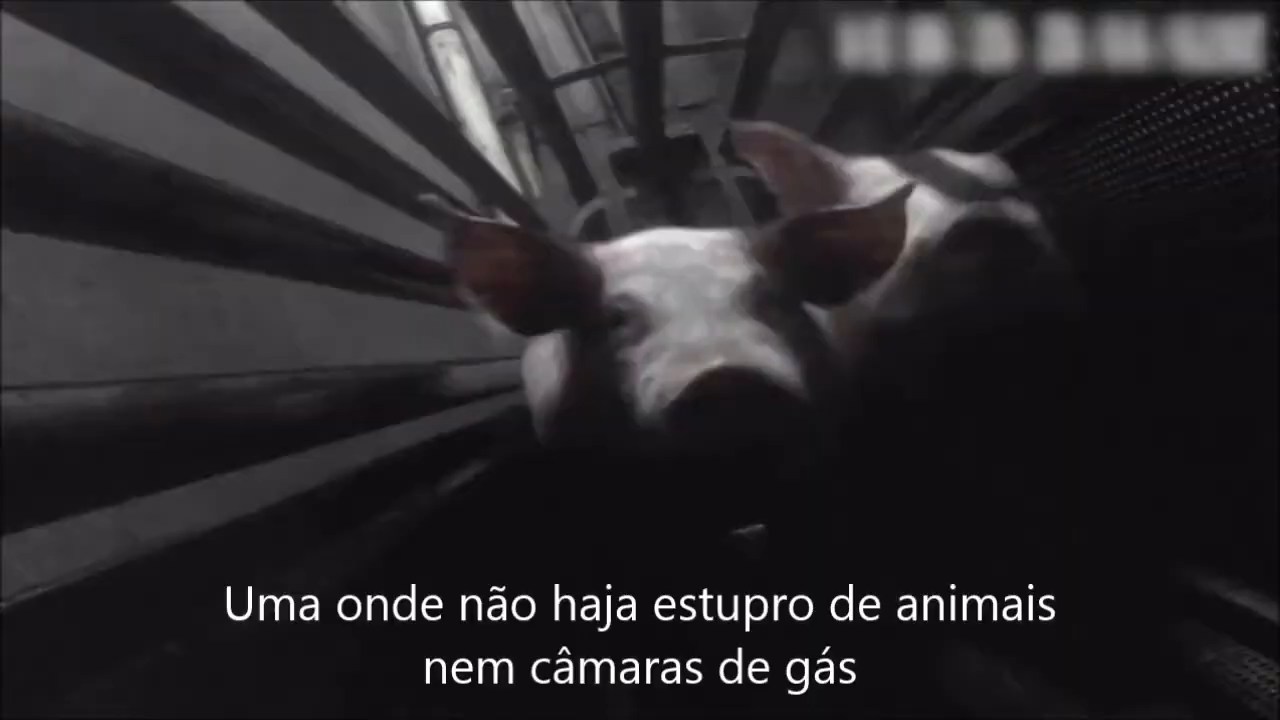 Uma onde não haja estupro de animais
nem câmaras de gás